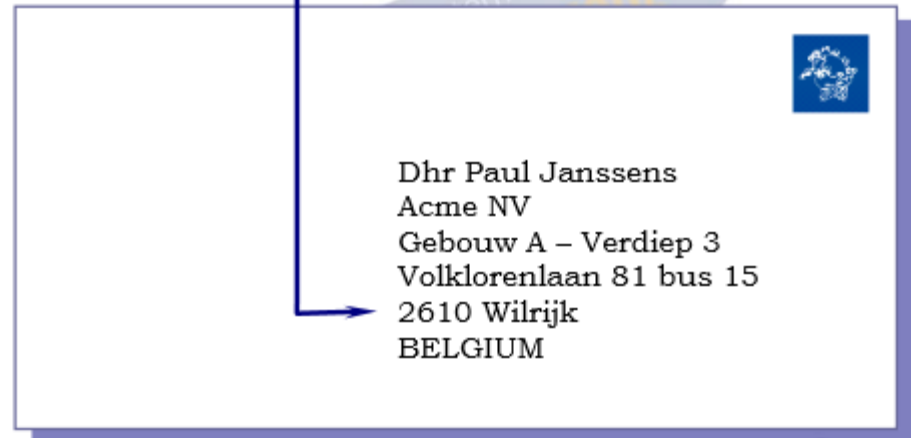 Dhr Paul Janssens
Acme NV
Gebouw A – Verdiep 3
Volklorenlaan 81 bus 15
2610 Wilrijk
BELGIUM